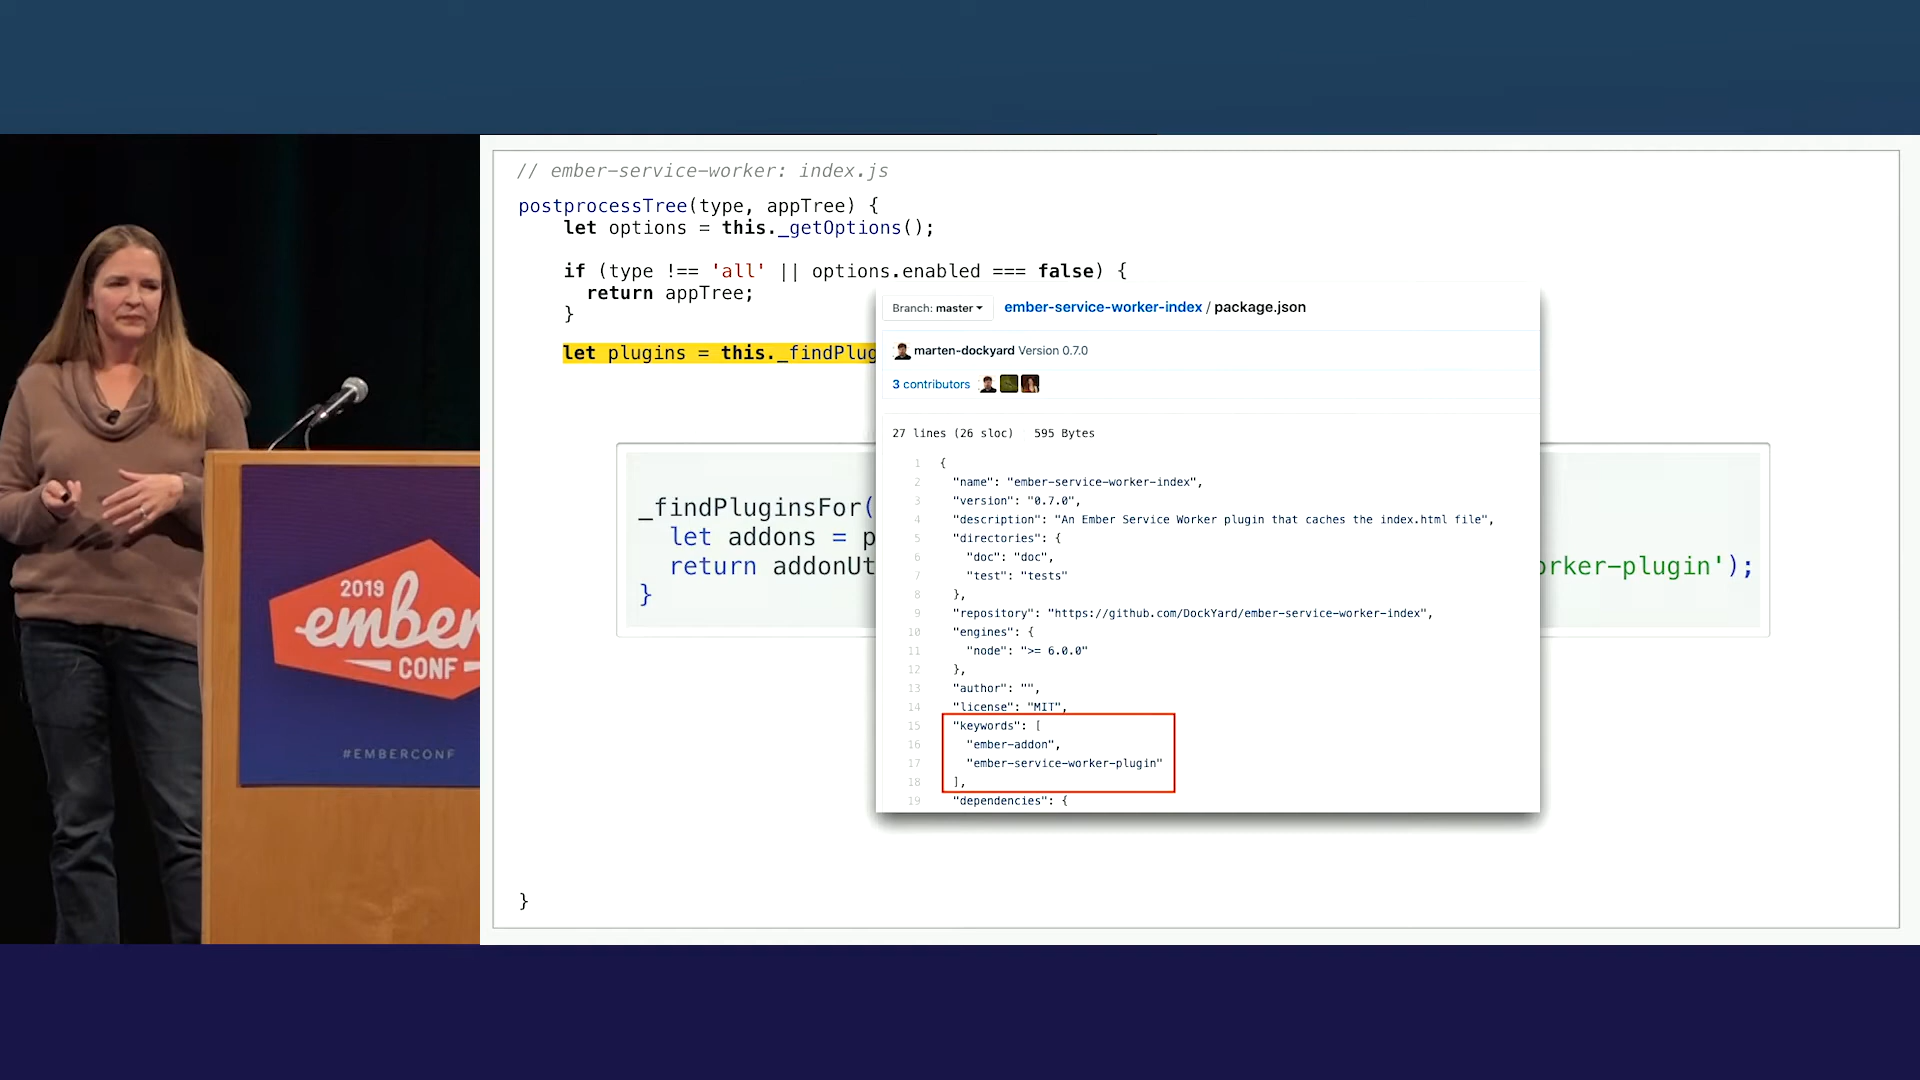 // ember-service-worker: index.js
postprocessTree(type, appTree) {
let options = this._getOptions();
if (type !== 'all' || options.enabled === false) {
return appTree;
}
let plugins = this._findPlug
_findPluginsFor(
let addons = p
return addonUt
orker-plugin');
}
}
Branch: master
ember-service-worker-index / package.json
marten-dockyard Version 0.7.0
3 contributors
27 lines (26 sloc) 595 Bytes
1 {
2 "name": "ember-service-worker-index",
3 "version": "0.7.0",
4 "description": "An Ember Service Worker plugin that caches the index.html file",
5 "directories": {
6 "doc": "doc",
7 "test": "tests"
8 },
9 "repository": "https://github.com/DockYard/ember-service-worker-index",
10 "engines": {
11 "node": ">= 6.0.0"
12 },
13 "author": "",
14 "license": "MIT",
15 "keywords": [
16 "ember-addon",
17 "ember-service-worker-plugin"
18 ],
19 "dependencies": {
2019
ember
CONF
#EMBERCONF